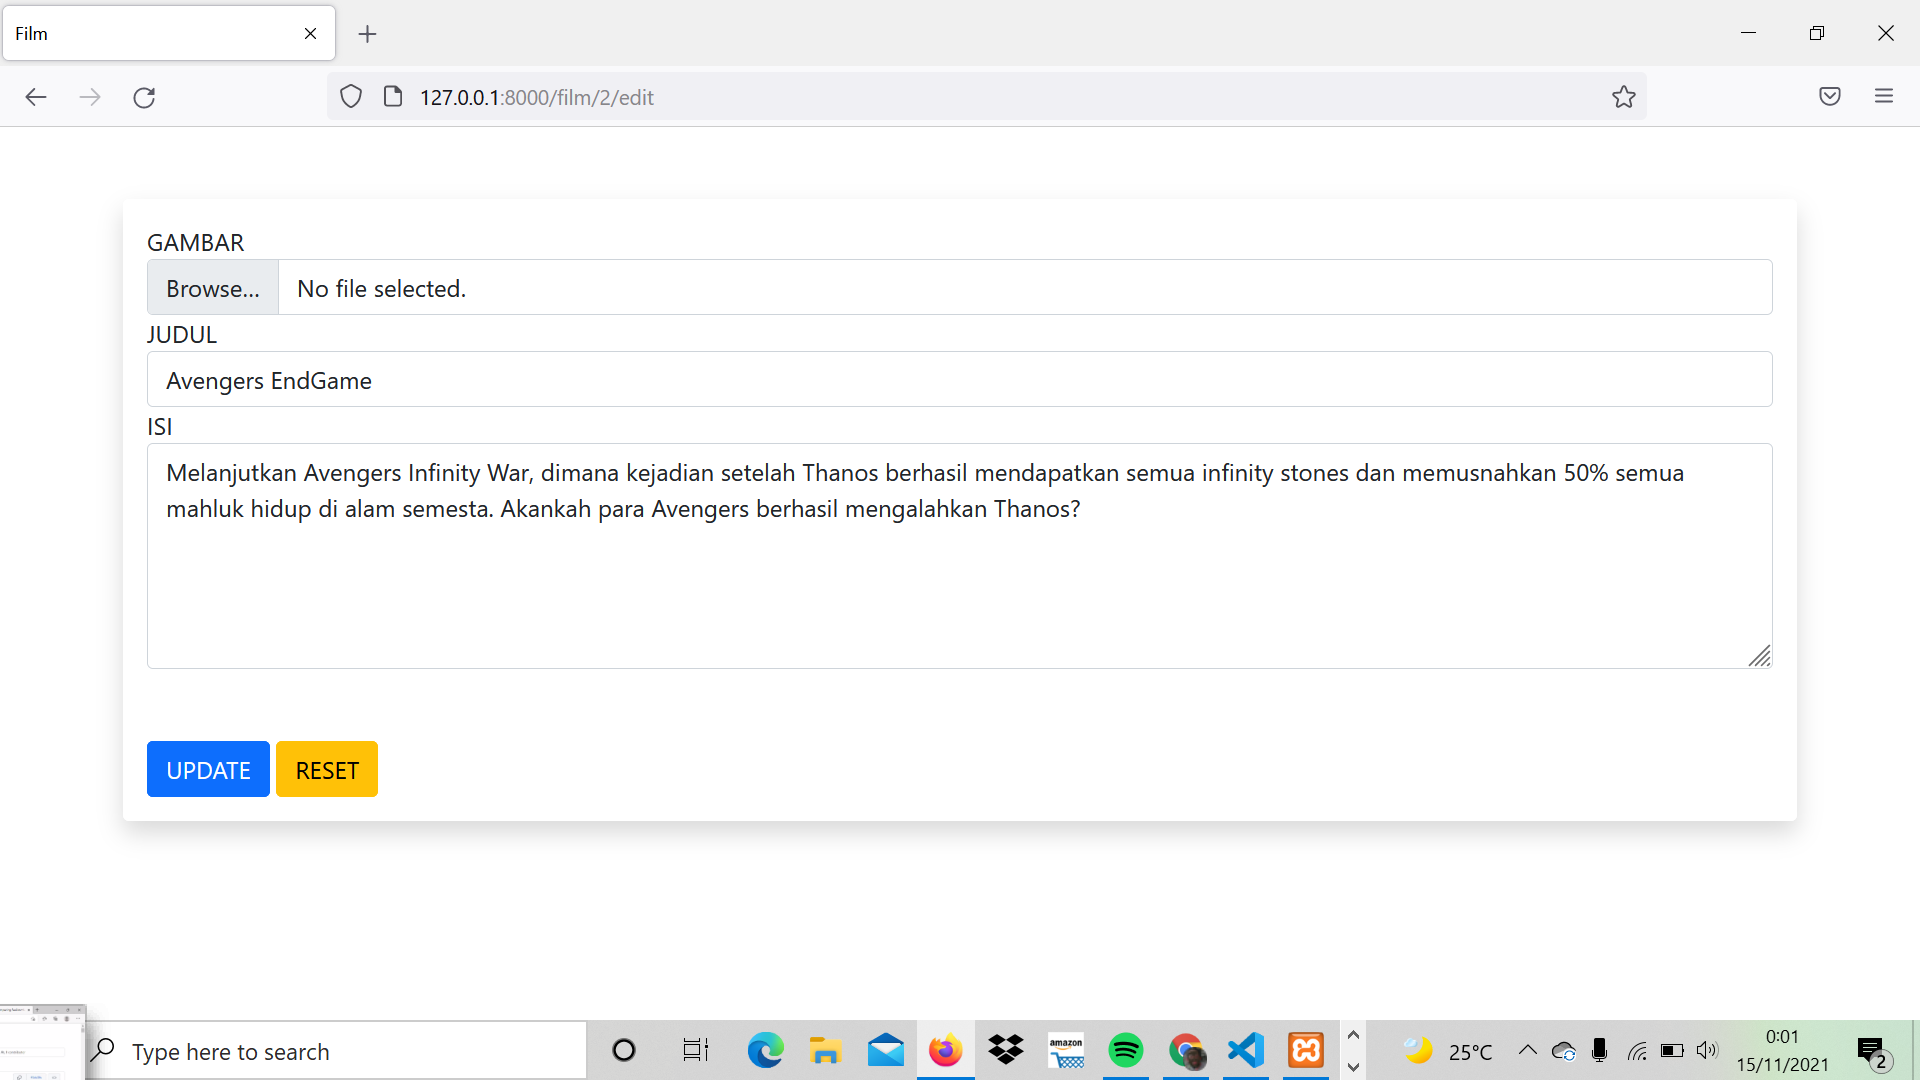 Film
127.0.0.1:8000/film/2/edit
GAMBAR
Browse... No file selected.
JUDUL
Avengers EndGame
ISI
Melanjutkan Avengers Infinity War, dimana kejadian setelah Thanos berhasil mendapatkan semua infinity stones dan memusnahkan 50% semua
mahluk hidup di alam semesta. Akankah para Avengers berhasil mengalahkan Thanos?
UPDATE RESET
Type here to search
amazon
25°C
0:01
15/11/2021
2